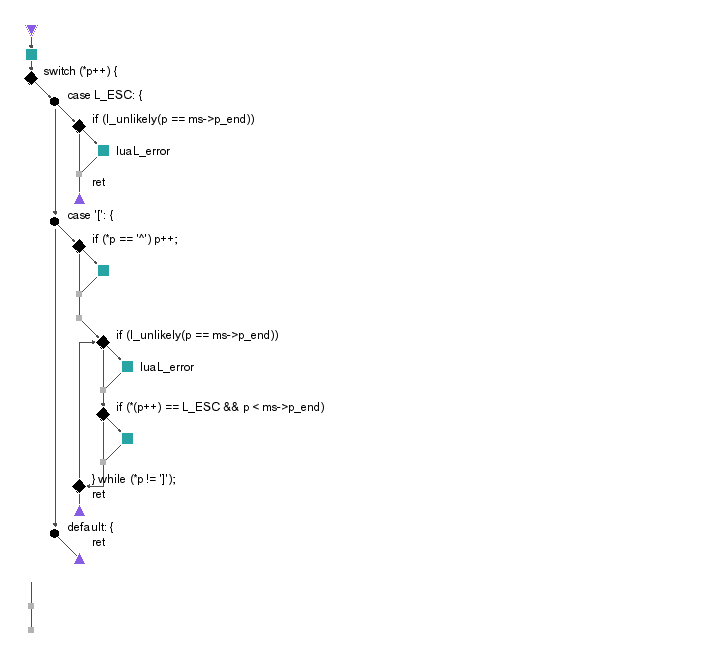 switch (*p++) {
case L_ESC: {
if (l_unlikely(p == ms->p_end))
luaL_error
ret
case '[': {
if (*p == '^') p++;
if (l_unlikely(p == ms->p_end))
luaL_error
if (*(p++) == L_ESC && p < ms->p_end)
} while (*p != ']');
ret
default: {
ret